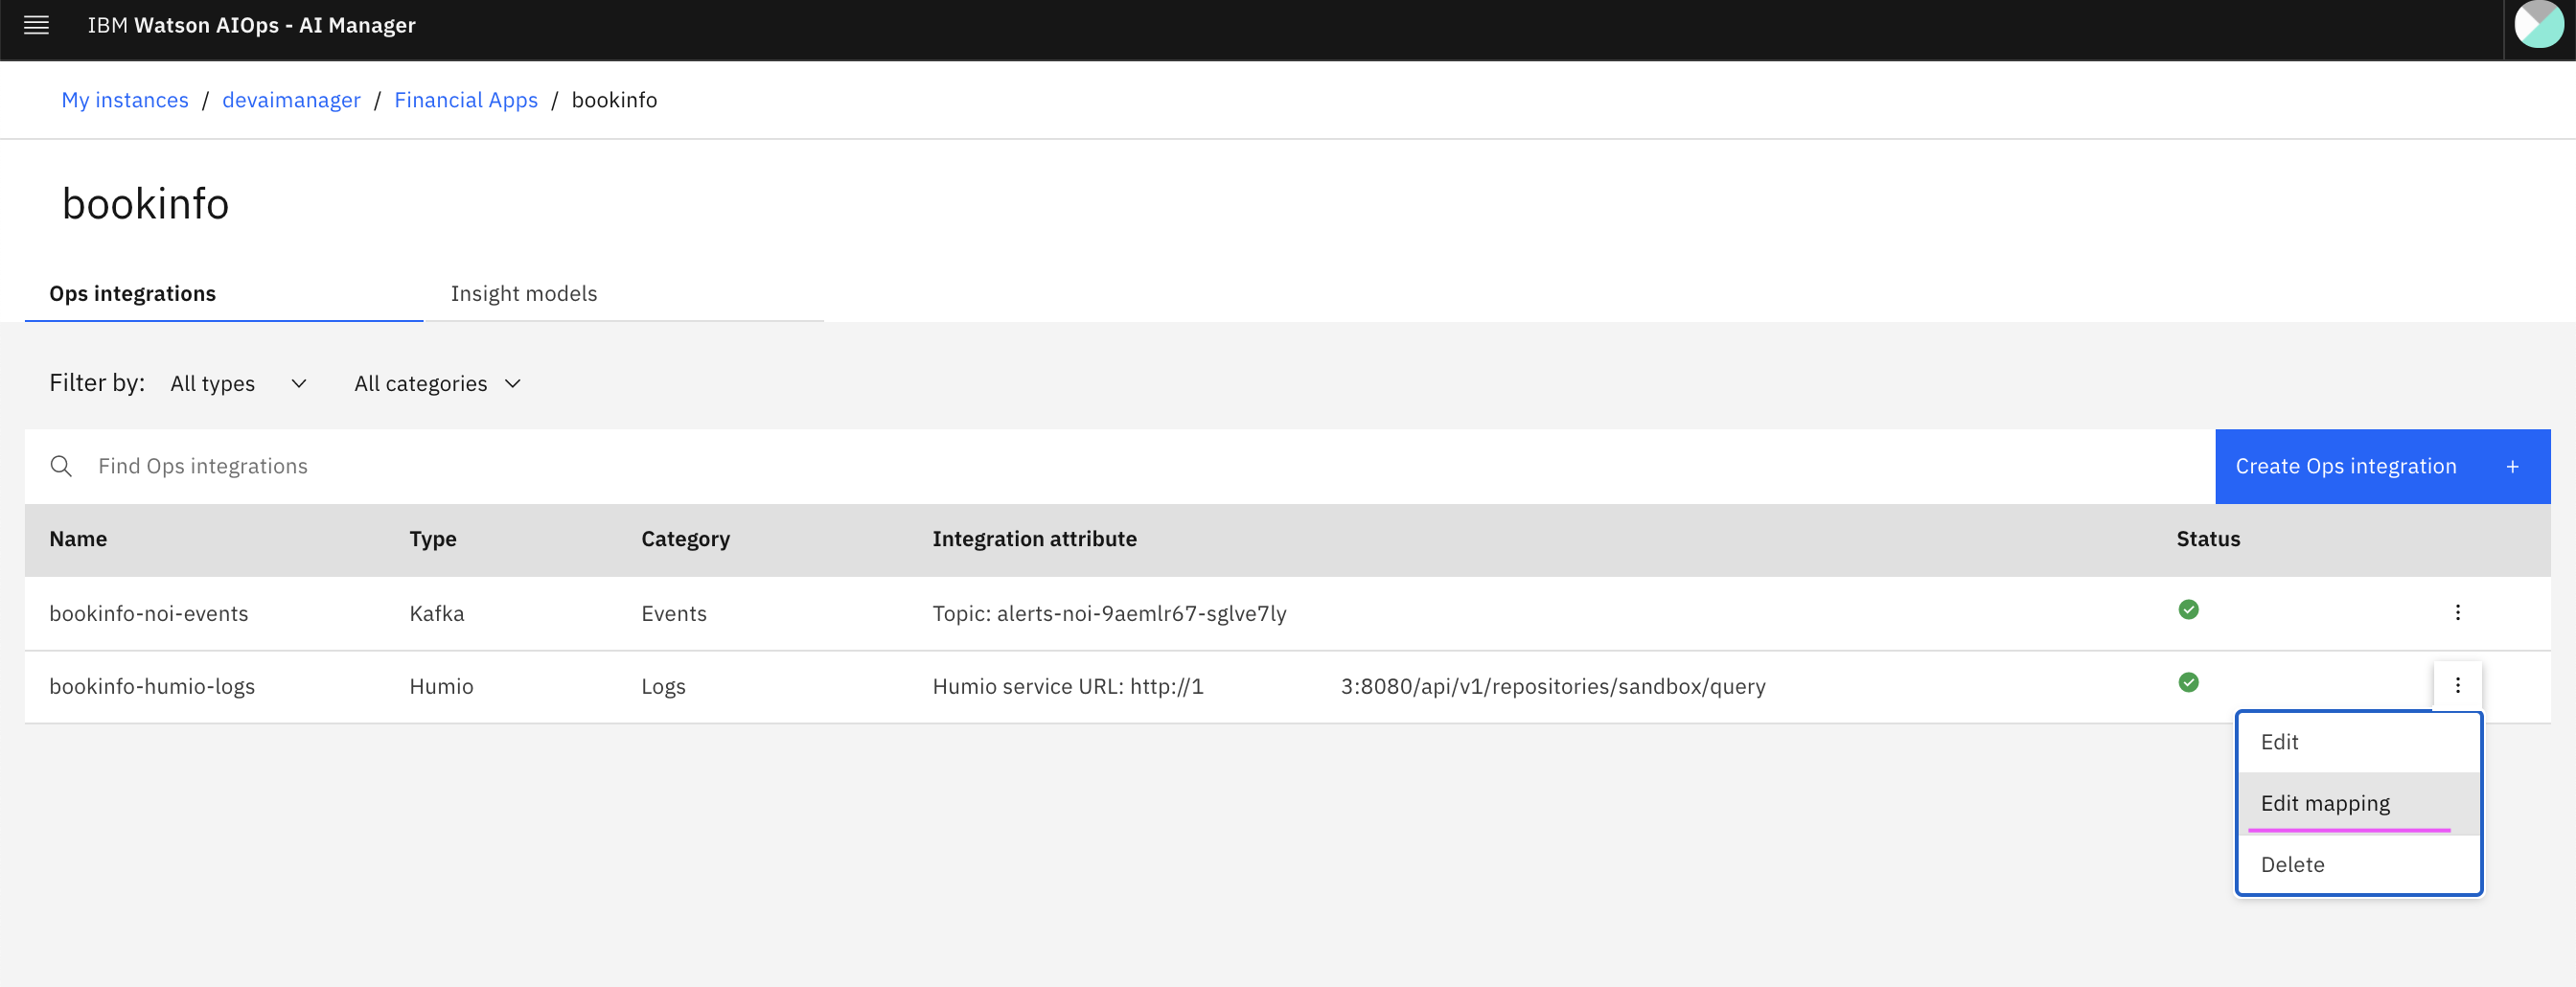 IBM Watson AIOps - AI Manager
My instances / devaimanager / Financial Apps / bookinfo
bookinfo
Ops integrations Insight models
Filter by: All types All categories
Find Ops integrations Create Ops integration +
Name Type Category Integration attribute Status
bookinfo-noi-events Kafka Events Topic: alerts-noi-9aemlr67-sglve7ly
bookinfo-humio-logs Humio Logs Humio service URL: http://1 3:8080/api/v1/repositories/sandbox/query
Edit
Edit mapping
Delete